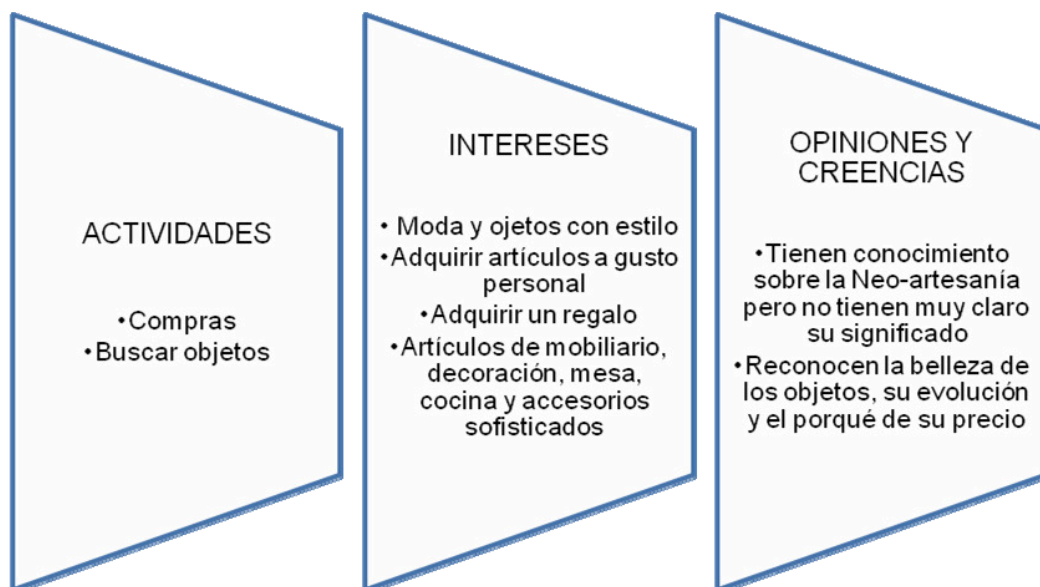 ACTIVIDADES
•Compras
•Buscar objetos
INTERESES
• Moda y ojetos con estilo
•Adquirir artículos a gusto
personal
•Adquirir un regalo
•Artículos de mobiliario,
decoración, mesa,
cocina y accesorios
sofisticados
OPINIONES Y
CREENCIAS
•Tienen conocimiento
sobre la Neo-artesanía
pero no tienen muy claro
su significado
•Reconocen la belleza de
los objetos, su evolución
y el porqué de su precio